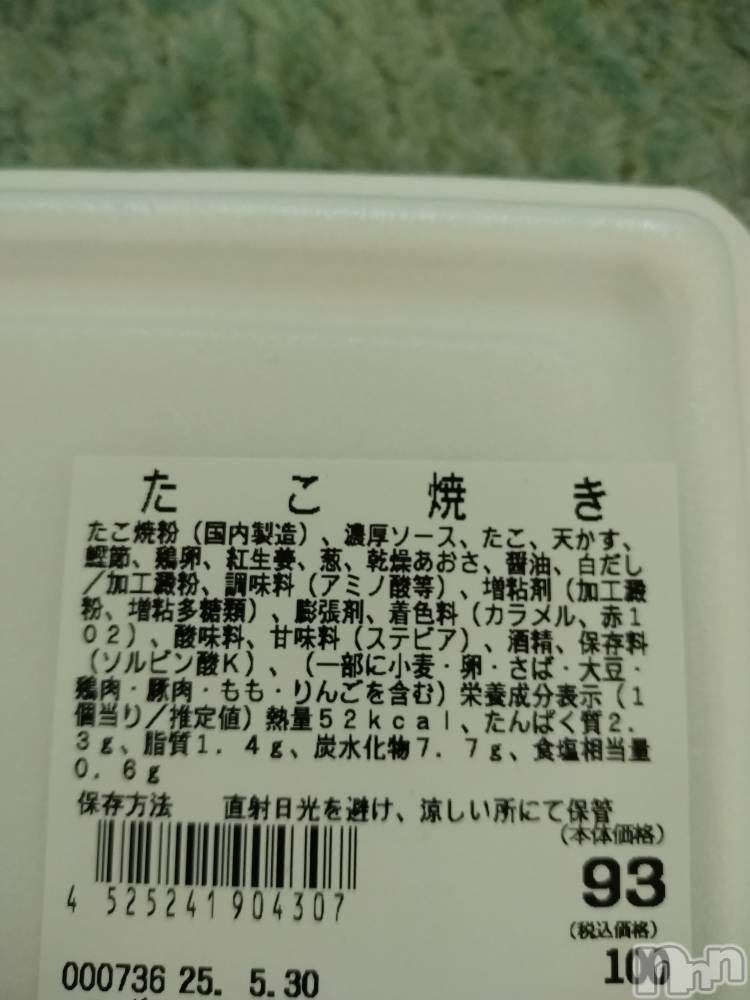 たこ焼き
たこ焼粉（国内製造）、濃厚ソース、たこ、天かす、
鰹節、鶏卵、紅生姜、葱、乾燥あおさ、醤油、白だし
／加工澱粉、調味料（アミノ酸等）、増粘剤（加工澱
粉、増粘多糖類）、膨張剤、着色料（カラメル、赤１
０２）、酸味料、甘味料（ステビア）、酒精、保存料
（ソルビン酸Ｋ）、（一部に小麦・卵・さば・大豆・
鶏肉・豚肉・もも・りんごを含む）栄養成分表示（１
個当り／推定値）熱量５２ｋｃａｌ、たんぱく質２．
３ｇ、脂質１．４ｇ、炭水化物７．７ｇ、食塩相当量
０．６ｇ
保存方法　直射日光を避け、涼しい所にて保管
（本体価格）
93
4 525241904307
（税込価格）
100
000736 25. 5.30